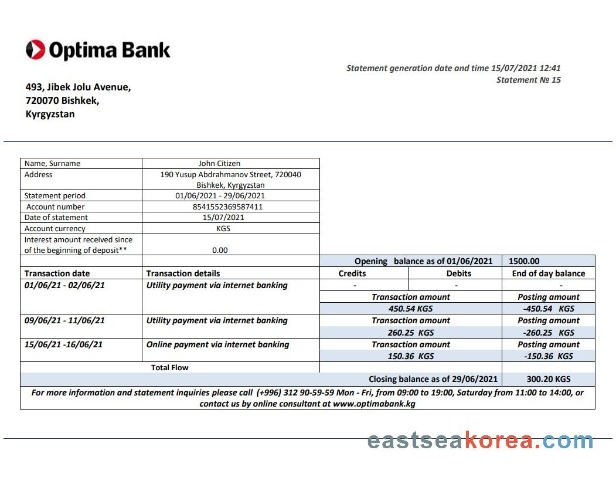 Optima Bank
Statement generation date and time 15/07/2021 12:41
Statement № 15
493, Jibek Jolu Avenue,
720070 Bishkek,
Kyrgyzstan
Name, Surname John Citizen
Address 190 Yusup Abdrahmanov Street, 720040
Bishkek, Kyrgyzstan
Statement period 01/06/2021 - 29/06/2021
Account number 8541552369587411
Date of statement 15/07/2021
Account currency KGS
Interest amount received since
of the beginning of deposit** 0.00
Opening balance as of 01/06/2021 1500.00
Transaction date Transaction details Credits Debits End of day balance
01/06/21 - 02/06/21 Utility payment via internet banking - - -
Transaction amount Posting amount
450.54 KGS -450.54 KGS
09/06/21 - 11/06/21 Utility payment via internet banking Transaction amount Posting amount
260.25 KGS -260.25 KGS
15/06/21 -16/06/21 Online payment via internet banking Transaction amount Posting amount
150.36 KGS -150.36 KGS
Total Flow
Closing balance as of 29/06/2021 300.20 KGS
For more information and statement inquiries please call (+996) 312 90-59-59 Mon - Fri, from 09:00 to 19:00, Saturday from 11:00 to 14:00, or
contact us by online consultant at www.optimabank.kg
eastseakorea.com